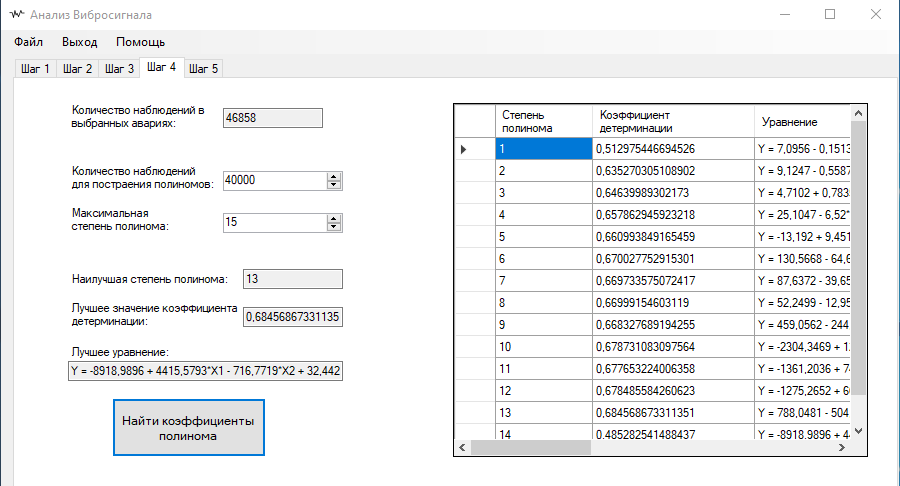 Анализ Вибросигнала
Файл Выход Помощь
Шаг 1 Шаг 2 Шаг 3 Шаг 4 Шаг 5
Количество наблюдений в
выбранных авариях:
46858
Количество наблюдений
для постраения полиномов:
40000
Максимальная
степень полинома:
15
Наилучшая степень полинома:
13
Лучшее значение коэффициента
детерминации:
0,68456867331135
Лучшее уравнение:
Y = -8918,9896 + 4415,5793*X1 - 716,7719*X2 + 32,442
Найти коэффициенты
полинома
Степень
полинома
Коэффициент
детерминации
Уравнение
1 0,512975446694526 Y = 7,0956 - 0,1513
2 0,635270305108902 Y = 9,1247 - 0,5587
3 0,64639989302173 Y = 4,7102 + 0,783
4 0,657862945923218 Y = 25,1047 - 6,52*
5 0,660993849165459 Y = -13,192 + 9,451
6 0,670027752915301 Y = 130,5668 - 64,6
7 0,669733575072417 Y = 87,6372 - 39,65
8 0,66999154603119 Y = 52,2499 - 12,95
9 0,668327689194255 Y = 459,0562 - 244
10 0,678731083097564 Y = -2304,3469 + 1
11 0,677653224006358 Y = -1361,2036 + 7
12 0,678485584260623 Y = -1275,2652 + 6
13 0,684568673311351 Y = 788,0481 - 504
14 0,485282541488437 Y = -8918,9896 + 44